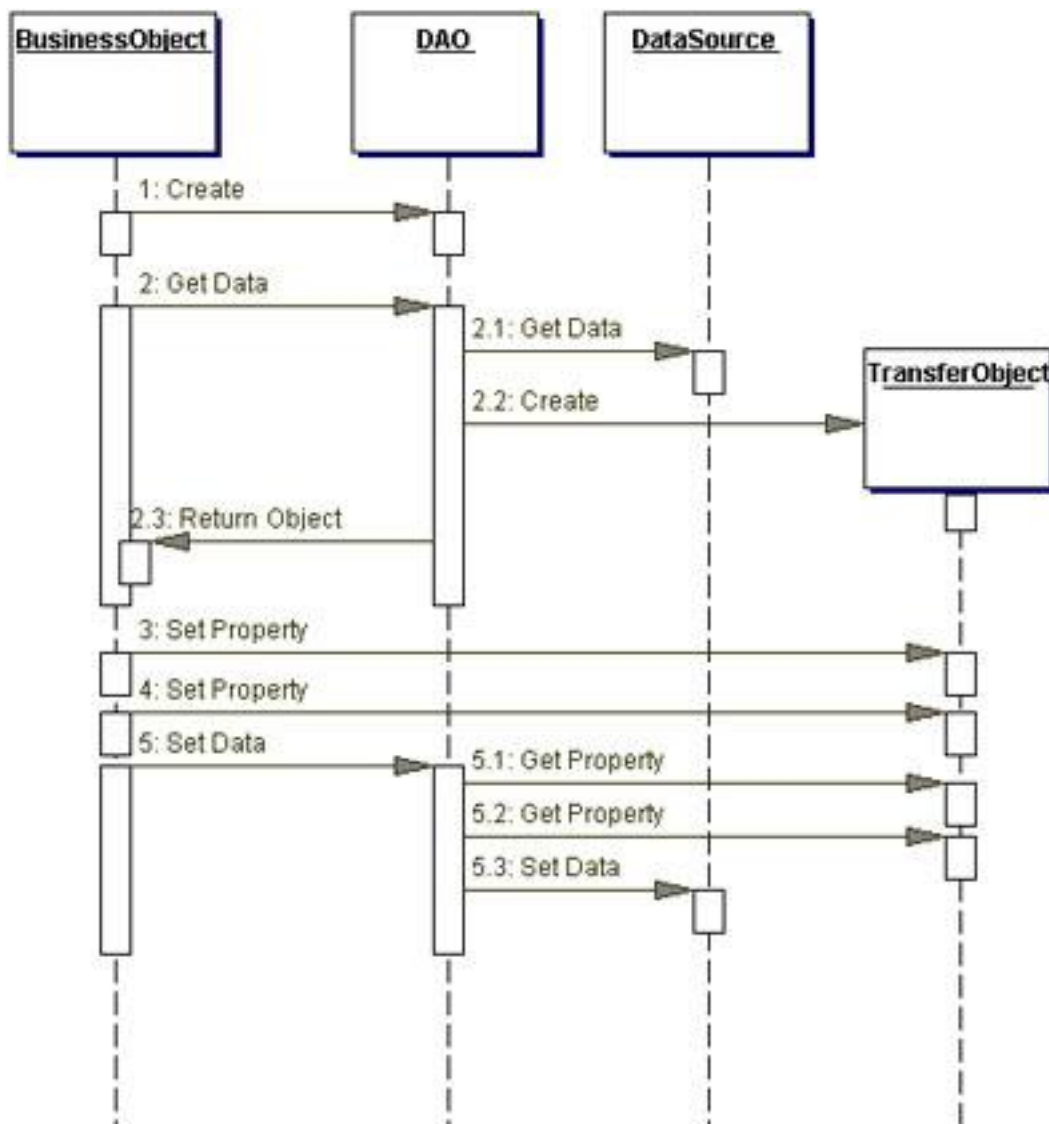 BusinessObject
DAO
DataSource
1: Create
2: Get Data
2.1: Get Data
TransferObject
2.2: Create
2.3: Return Object
3: Set Property
4: Set Property
5: Set Data
5.1: Get Property
5.2: Get Property
5.3: Set Data